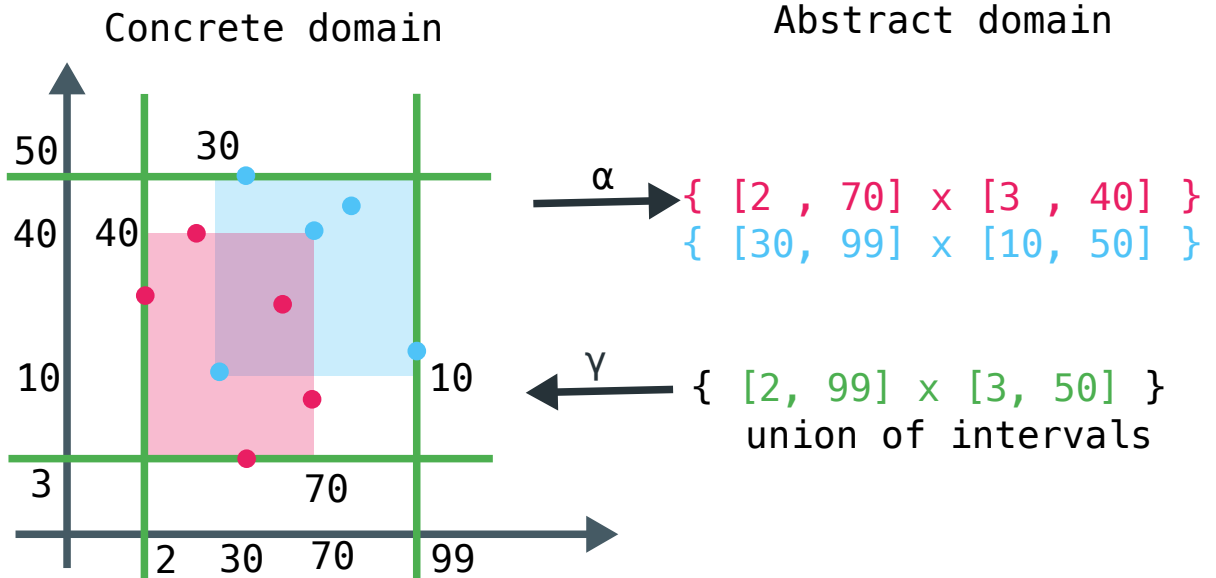 Concrete domain
Abstract domain
50
30
40
40
10
10
3
70
2
30
70
99
α
{ [2 , 70] x [3 , 40] }
{ [30, 99] x [10, 50] }
γ
{ [2, 99] x [3, 50] }
union of intervals